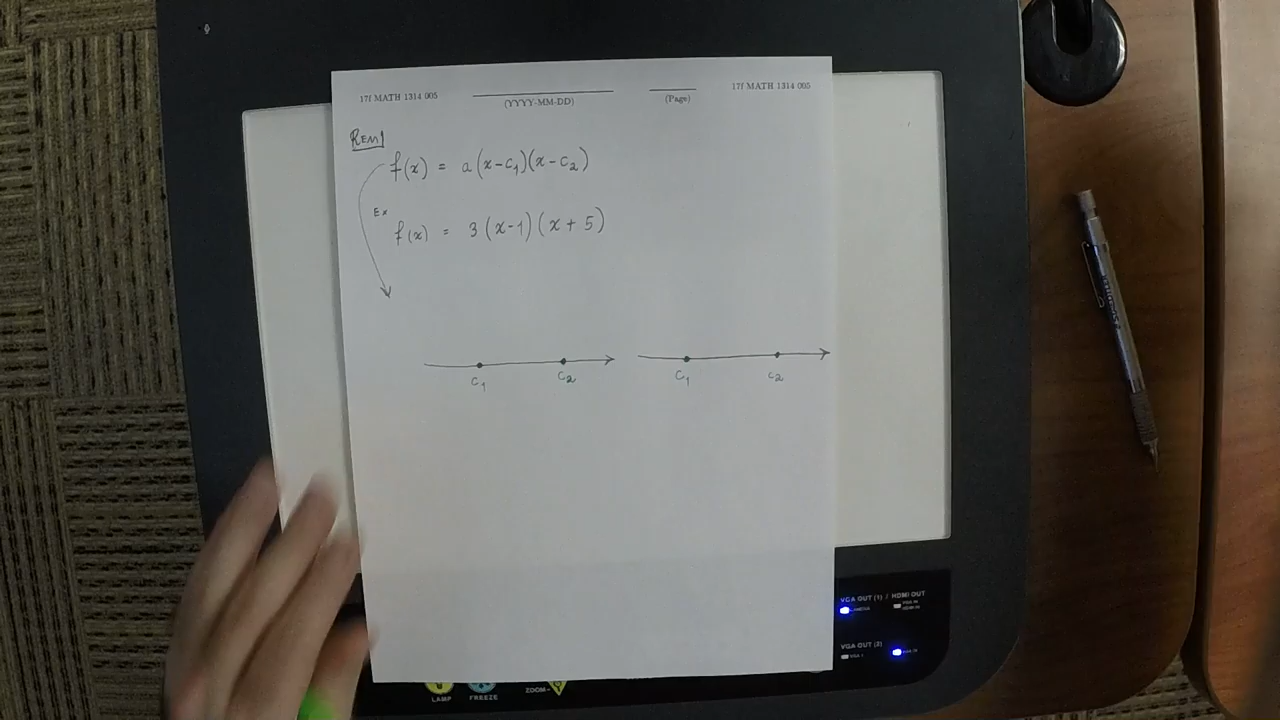 17f MATH 1314 005
(YYYY-MM-DD)
(Page)
17f MATH 1314 005
REM
f(x) = a(x-c₁)(x-c₂)
Ex
f(x) = 3(x-1)(x+5)
c₁ c₂ c₁ c₂
VGA OUT (1) / HDMI OUT
VGA OUT (2)
LAMP FREEZE ZOOM